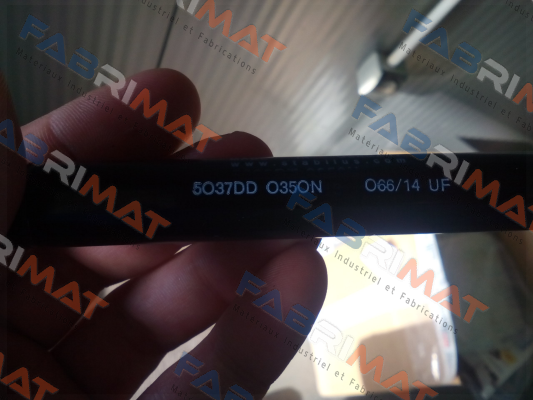 5037DD 0350N 066/14 UF
FABRIMAT
Matériaux Industriel et Fabrications